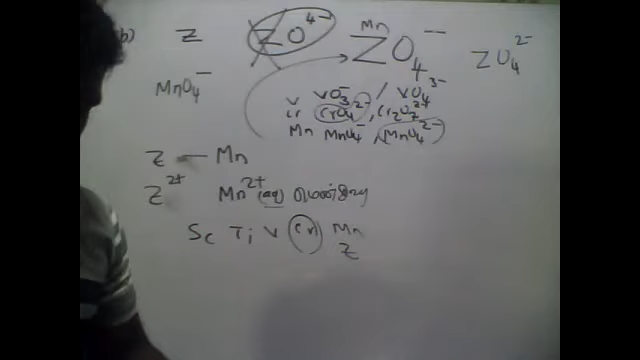 b) Z ZO⁴⁻ Mn ZO₄⁻⁻ ZO₄²⁻
MnO₄⁻
V VO₃⁻ / VO₄³⁻
Cr CrO₄²⁻, Cr₂O₇²⁻
Mn MnO₄⁻, MnO₄²⁻
Z — Mn
Z²⁺ Mn²⁺ (aq)
Sc Ti V Cr Mn
Z